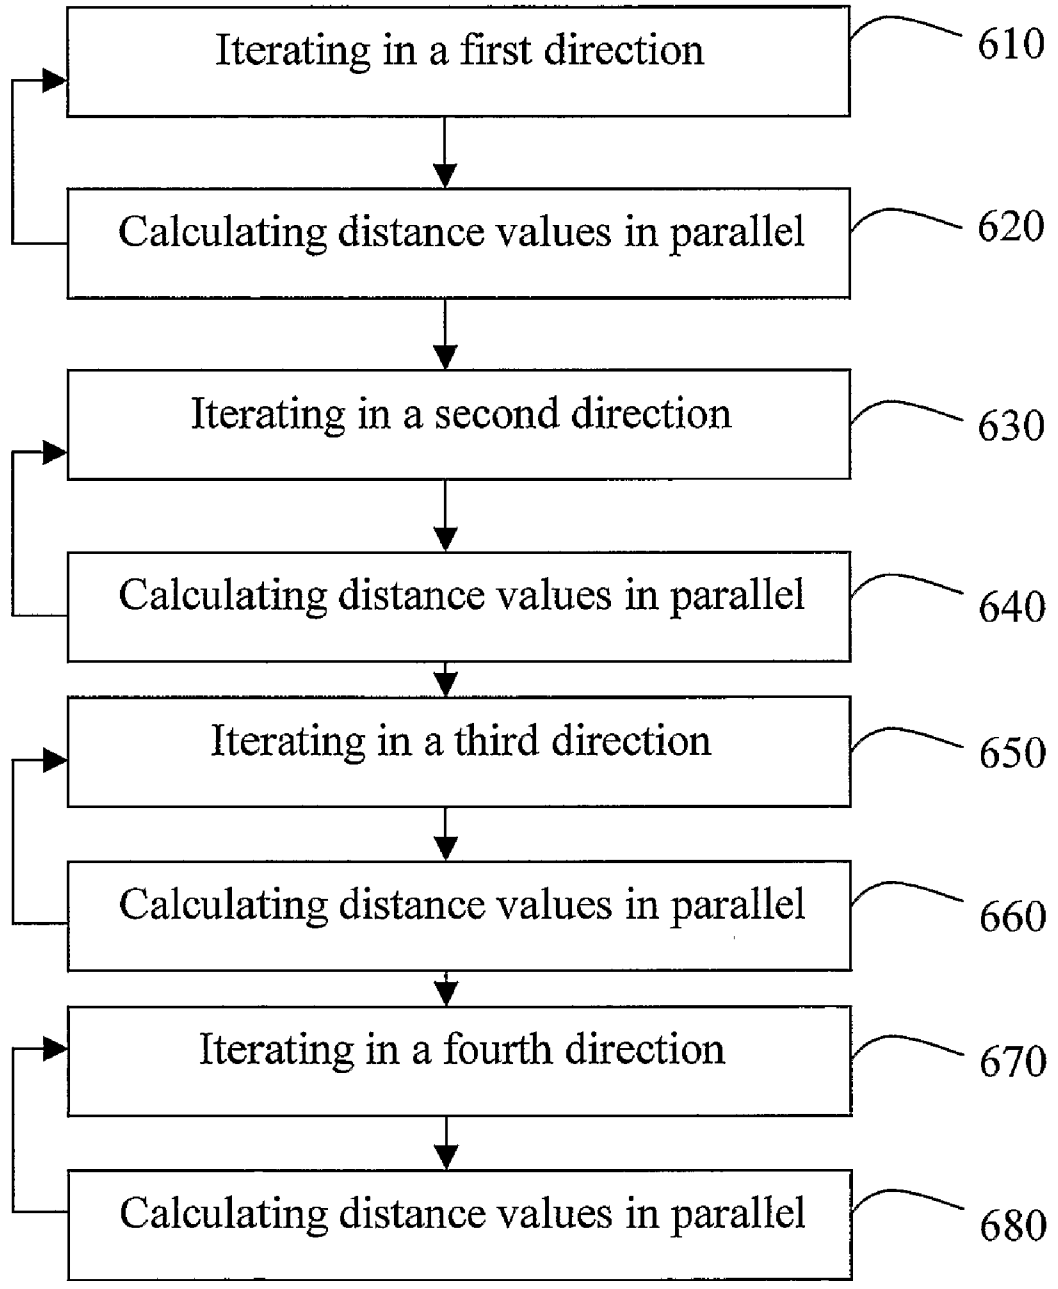 Iterating in a first direction
610
Calculating distance values in parallel
620
Iterating in a second direction
630
Calculating distance values in parallel
640
Iterating in a third direction
650
Calculating distance values in parallel
660
Iterating in a fourth direction
670
Calculating distance values in parallel
680